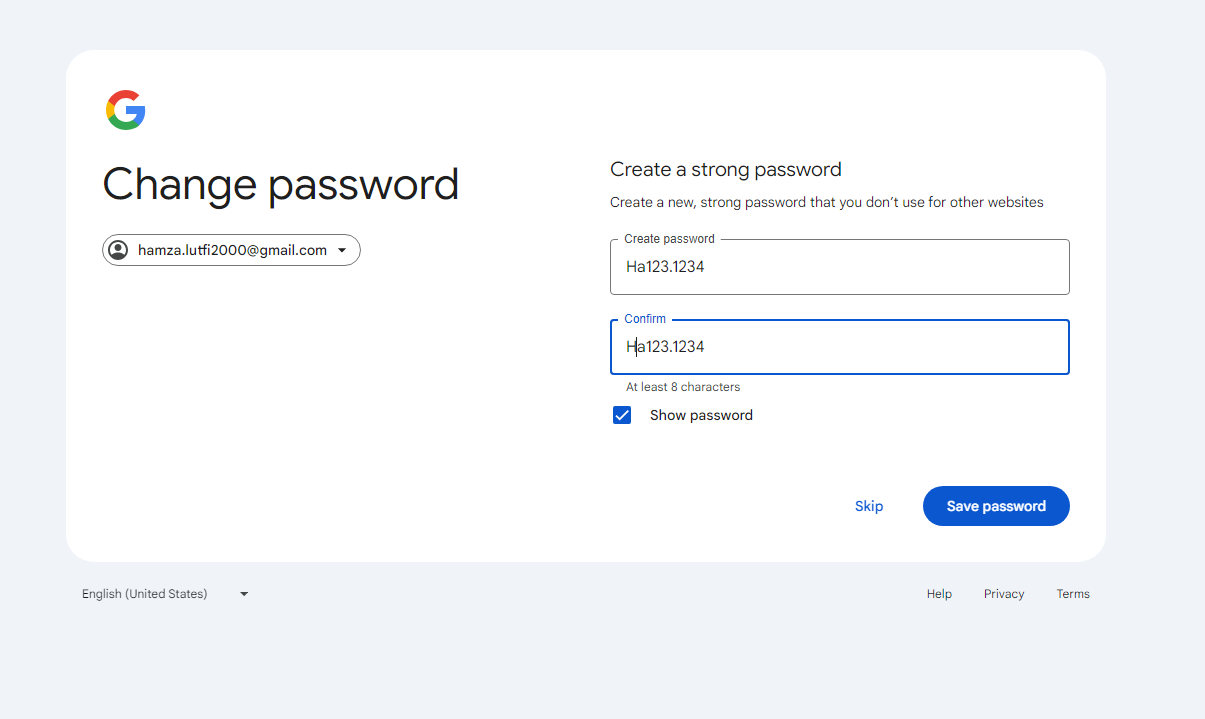 Change password
hamza.lutfi2000@gmail.com
Create a strong password
Create a new, strong password that you don’t use for other websites
Create password
Ha123.1234
Confirm
Ha123.1234
At least 8 characters
Show password
Skip
Save password
English (United States)
Help
Privacy
Terms